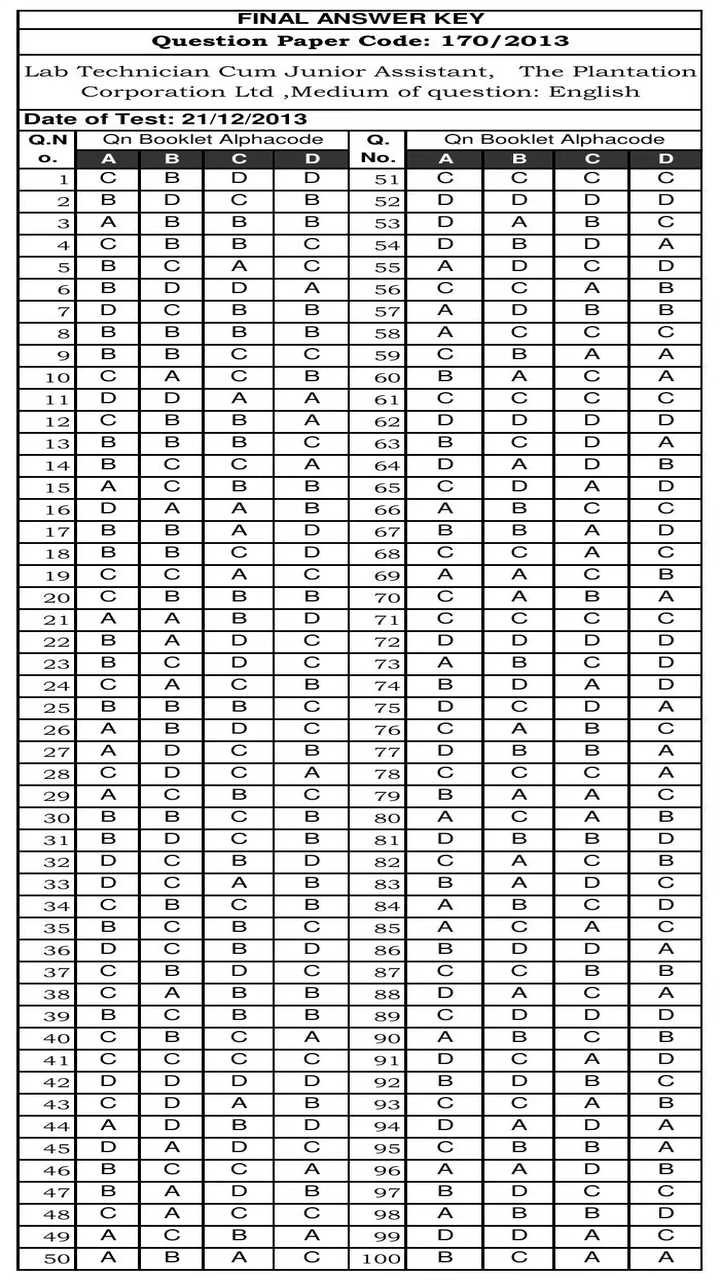 FINAL ANSWER KEY
Question Paper Code: 170/2013
Lab Technician Cum Junior Assistant, The Plantation
Corporation Ltd ,Medium of question: English
Date of Test: 21/12/2013
Q.N Qn Booklet Alphacode Q. Qn Booklet Alphacode
o. A B C D No. A B C D
1 C B D D 51 C C C C
2 B D C B 52 D D D D
3 A B B B 53 D A B C
4 C B B C 54 D B D A
5 B C A C 55 A D C D
6 B D D A 56 C C A B
7 D C B B 57 A D B B
8 B B B B 58 A C C C
9 B B C C 59 C B A A
10 C A C B 60 B A C A
11 D D A A 61 C C C C
12 C B B A 62 D D D D
13 B B B C 63 B C D A
14 B C C A 64 D A D B
15 A C B B 65 C D A D
16 D A A B 66 A B C C
17 B B A D 67 B B A D
18 B B C D 68 C C A C
19 C C A C 69 A A C B
20 C B B B 70 C A B A
21 A A B D 71 C C C C
22 B A D C 72 D D D D
23 B C D C 73 A B C D
24 C A C B 74 B D A D
25 B B B C 75 D C D A
26 A B D C 76 C A B C
27 A D C B 77 D B B A
28 C D C A 78 C C C A
29 A C B C 79 B A A C
30 B B C B 80 A C A B
31 B D C B 81 D B B D
32 D C B D 82 C A C B
33 D C A B 83 B A D C
34 C B C B 84 A B C D
35 B C B C 85 A C A C
36 D C B D 86 B D D A
37 C B D C 87 C C B B
38 C A B B 88 D A C A
39 B C B B 89 C D D D
40 C B C A 90 A B C B
41 C C C C 91 D C A D
42 D D D D 92 B D B C
43 C D A B 93 C C A B
44 A D B D 94 D A D A
45 D A D C 95 C B B A
46 B C C A 96 A A D B
47 B A D B 97 B D C C
48 C A C C 98 A B B D
49 A C B A 99 D D A C
50 A B A C 100 B C A A